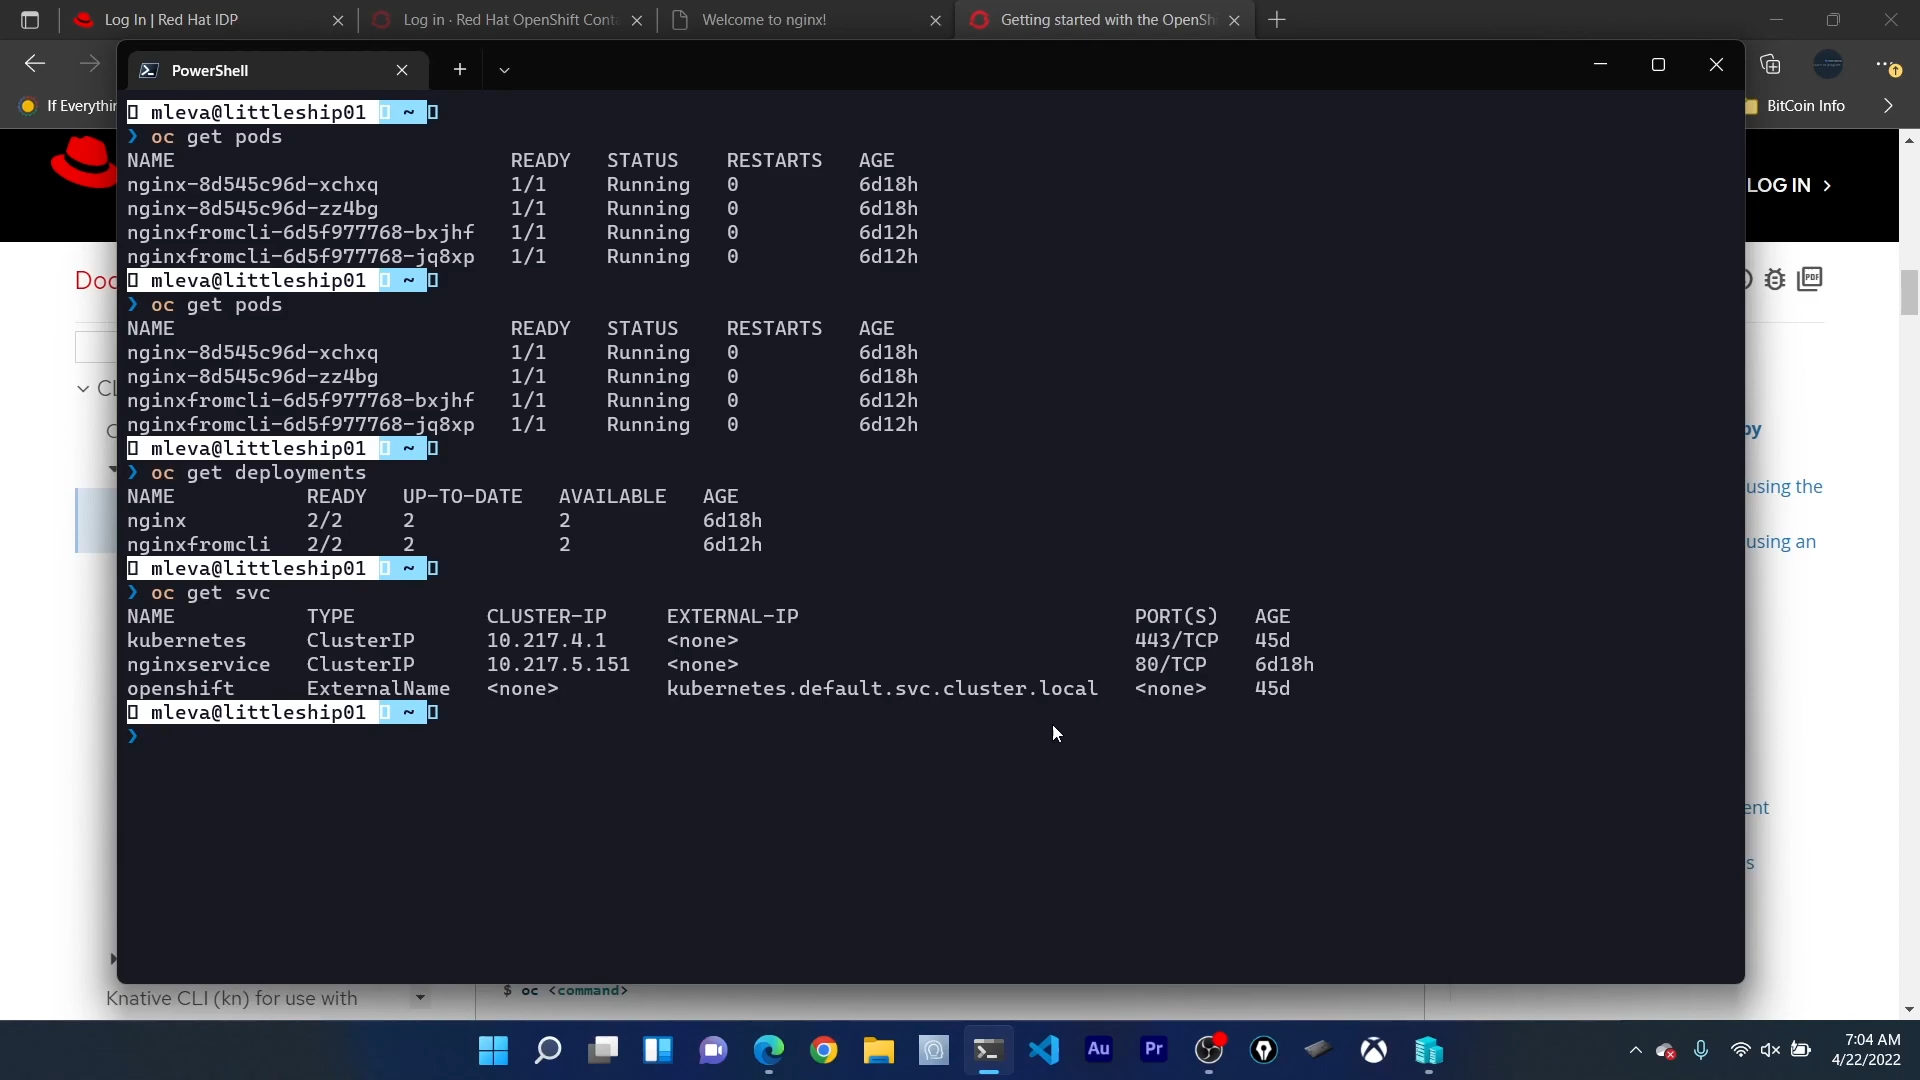 Log In | Red Hat IDP
Log in · Red Hat OpenShift Conta
Welcome to nginx!
Getting started with the OpenSh
PowerShell
If Everythin
BitCoin Info
mleva@littleship01 ~
❯ oc get pods
NAME READY STATUS RESTARTS AGE
nginx-8d545c96d-xchxq 1/1 Running 0 6d18h
nginx-8d545c96d-zz4bg 1/1 Running 0 6d18h
nginxfromcli-6d5f977768-bxjhf 1/1 Running 0 6d12h
nginxfromcli-6d5f977768-jq8xp 1/1 Running 0 6d12h
mleva@littleship01 ~
❯ oc get pods
NAME READY STATUS RESTARTS AGE
nginx-8d545c96d-xchxq 1/1 Running 0 6d18h
nginx-8d545c96d-zz4bg 1/1 Running 0 6d18h
nginxfromcli-6d5f977768-bxjhf 1/1 Running 0 6d12h
nginxfromcli-6d5f977768-jq8xp 1/1 Running 0 6d12h
mleva@littleship01 ~
❯ oc get deployments
NAME READY UP-TO-DATE AVAILABLE AGE
nginx 2/2 2 2 6d18h
nginxfromcli 2/2 2 2 6d12h
mleva@littleship01 ~
❯ oc get svc
NAME TYPE CLUSTER-IP EXTERNAL-IP PORT(S) AGE
kubernetes ClusterIP 10.217.4.1 <none> 443/TCP 45d
nginxservice ClusterIP 10.217.5.151 <none> 80/TCP 6d18h
openshift ExternalName <none> kubernetes.default.svc.cluster.local <none> 45d
mleva@littleship01 ~
❯
LOG IN
Doc
PDF
CL
by
using the
using an
ent
s
Knative CLI (kn) for use with
$ oc <command>
Au
Pr
7:04 AM
4/22/2022